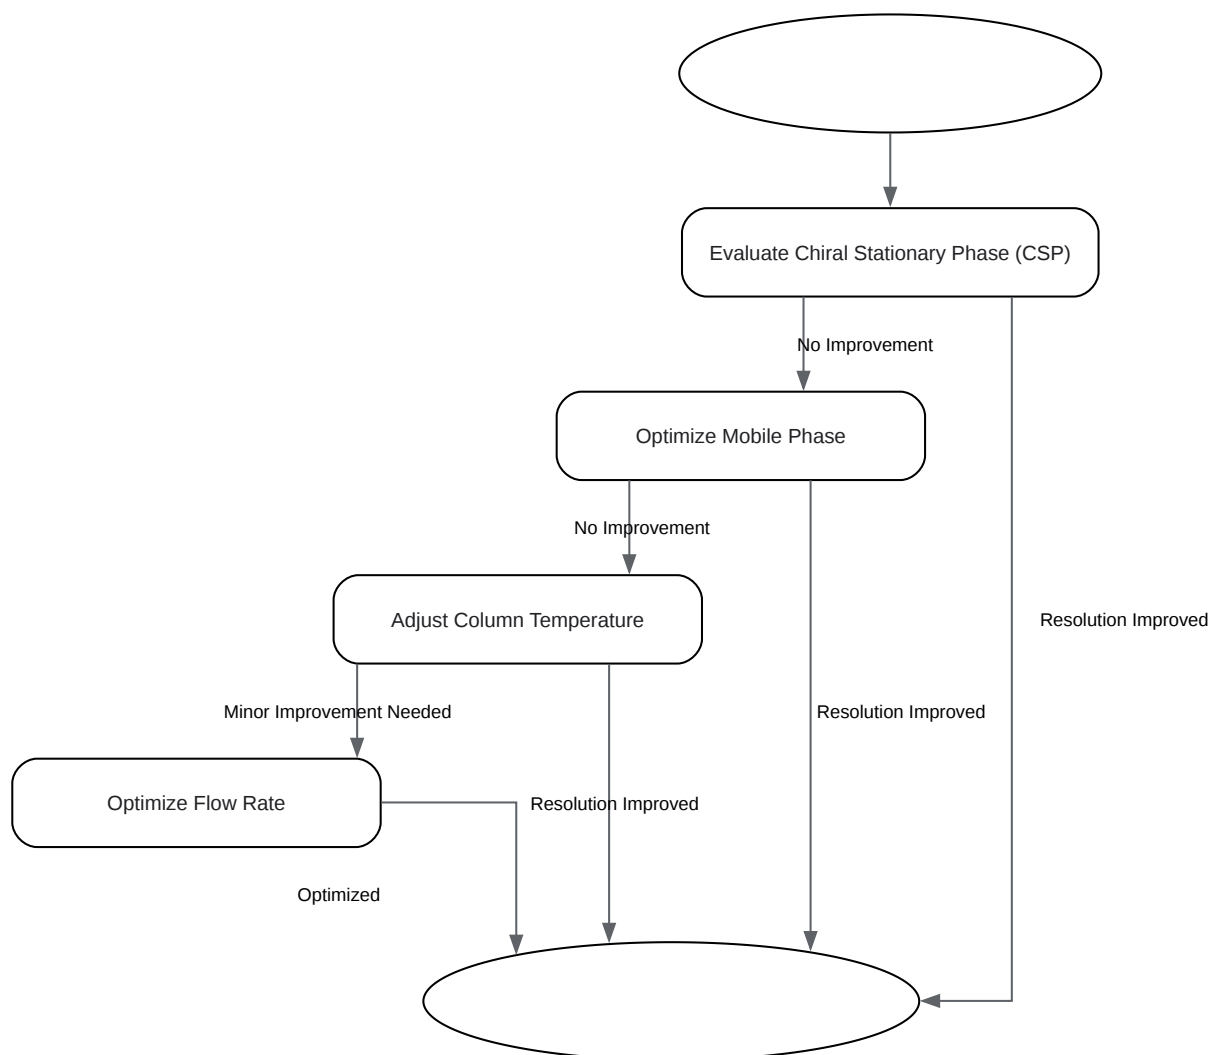 Evaluate Chiral Stationary Phase (CSP)
No Improvement
Optimize Mobile Phase
No Improvement
Adjust Column Temperature
Resolution Improved
Minor Improvement Needed
Resolution Improved
Optimize Flow Rate
Resolution Improved
Optimized